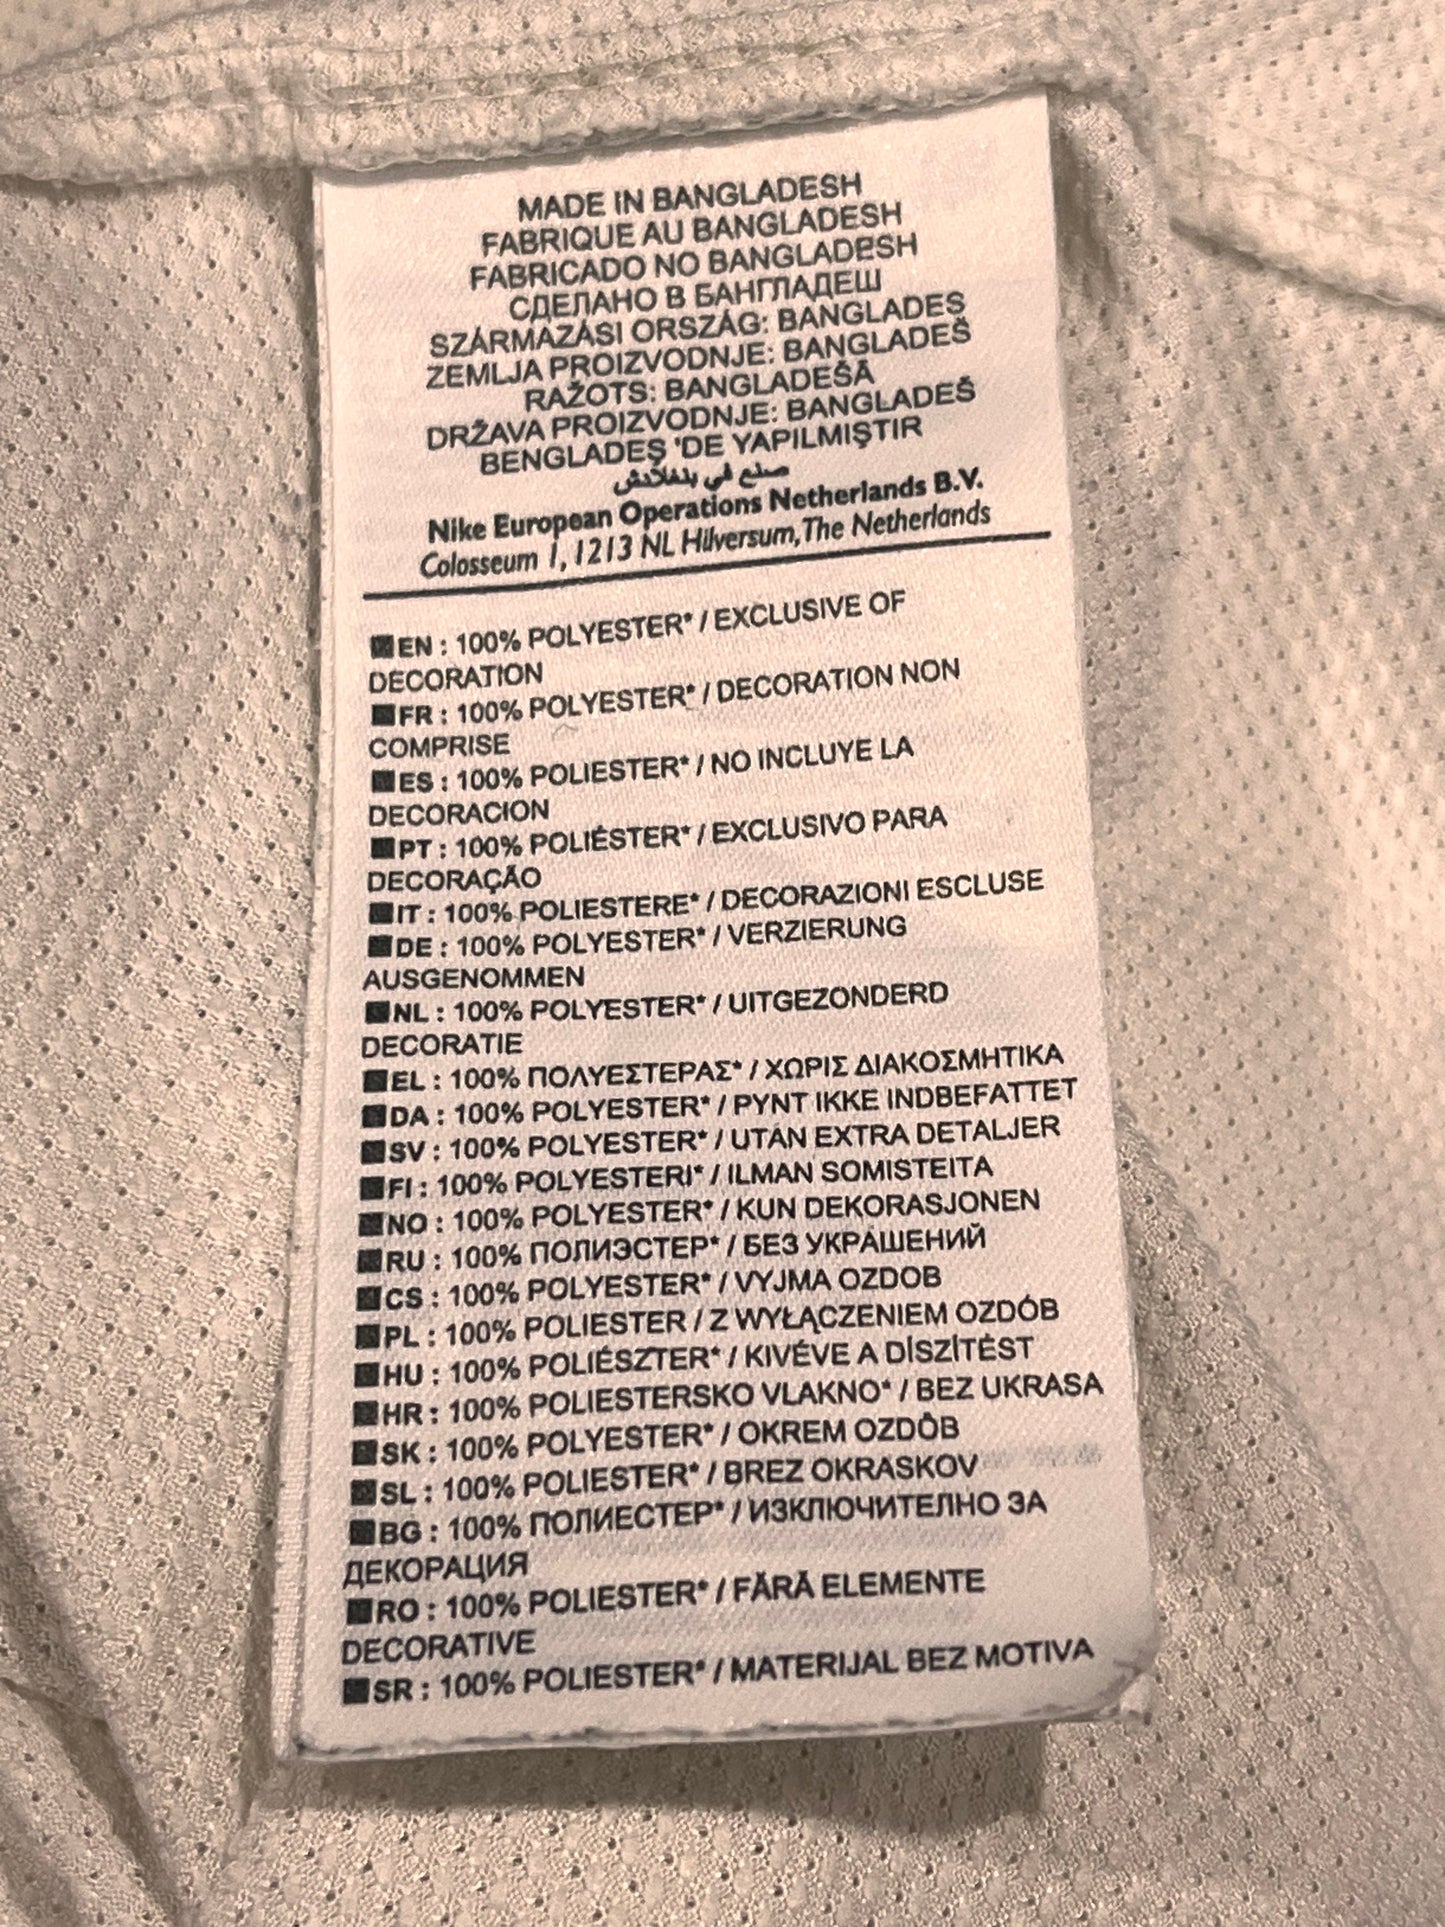 MADE IN BANGLADESH
FABRIQUE AU BANGLADESH
FABRICADO NO BANGLADESH
СДЕЛАНО В БАНГЛАДЕШ
SZÁRMAZÁSI ORSZÁG: BANGLADES
ZEMLJA PROIZVODNJE: BANGLADEŠ
RAŽOTS: BANGLADEŠĀ
DRŽAVA PROIZVODNJE: BANGLADEŠ
BENGLADEŞ 'DE YAPILMIŞTIR
صنع في بنغلادش
Nike European Operations Netherlands B.V.
Colosseum 1, 1213 NL Hilversum, The Netherlands
EN : 100% POLYESTER* / EXCLUSIVE OF
DECORATION
FR : 100% POLYESTER* / DECORATION NON
COMPRISE
ES : 100% POLIESTER* / NO INCLUYE LA
DECORACION
PT : 100% POLIÉSTER* / EXCLUSIVO PARA
DECORAÇÃO
IT : 100% POLIESTERE* / DECORAZIONI ESCLUSE
DE : 100% POLYESTER* / VERZIERUNG
AUSGENOMMEN
NL : 100% POLYESTER* / UITGEZONDERD
DECORATIE
EL : 100% ΠΟΛΥΕΣΤΕΡΑΣ* / ΧΩΡΙΣ ΔΙΑΚΟΣΜΗΤΙΚΑ
DA : 100% POLYESTER* / PYNT IKKE INDBEFATTET
SV : 100% POLYESTER* / UTAN EXTRA DETALJER
FI : 100% POLYESTERI* / ILMAN SOMISTEITA
NO : 100% POLYESTER* / KUN DEKORASJONEN
RU : 100% ПОЛИЭСТЕР* / БЕЗ УКРАШЕНИЙ
CS : 100% POLYESTER* / VYJMA OZDOB
PL : 100% POLIESTER / Z WYŁĄCZENIEM OZDÓB
HU : 100% POLIÉSZTER* / KIVÉVE A DÍSZÍTÉST
HR : 100% POLIESTERSKO VLAKNO* / BEZ UKRASA
SK : 100% POLYESTER* / OKREM OZDÔB
SL : 100% POLIESTER* / BREZ OKRASKOV
BG : 100% ПОЛИЕСТЕР* / ИЗКЛЮЧИТЕЛНО ЗА
ДЕКОРАЦИЯ
RO : 100% POLIESTER* / FĂRĂ ELEMENTE
DECORATIVE
SR : 100% POLIESTER* / MATERIJAL BEZ MOTIVA